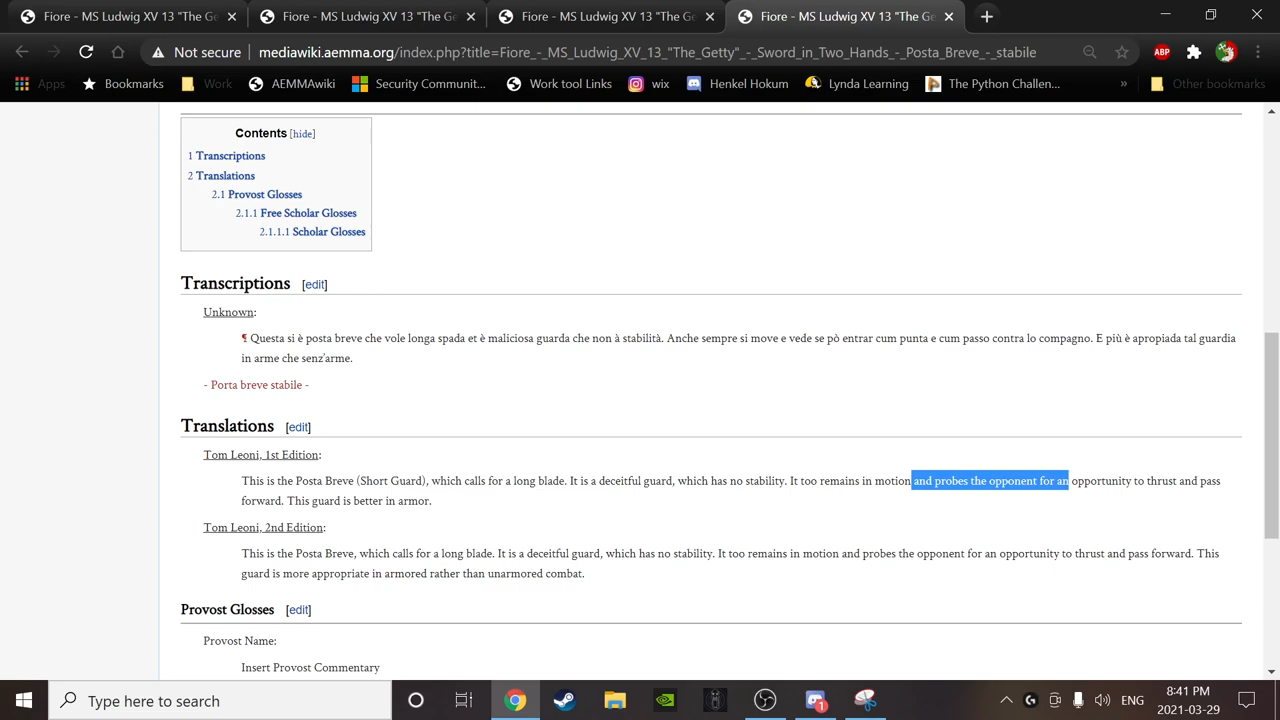 Fiore - MS Ludwig XV 13 "The Ge
Fiore - MS Ludwig XV 13 "The Ge
Fiore - MS Ludwig XV 13 "The Ge
Fiore - MS Ludwig XV 13 "The Ge
Not secure
mediawiki.aemma.org/index.php?title=Fiore_-_MS_Ludwig_XV_13_"The_Getty"_-_Sword_in_Two_Hands_-_Posta_Breve_-_stabile
ABP
Apps
Bookmarks
Work
AEMMAwiki
Security Communit...
Work tool Links
wix
Henkel Hokum
Lynda Learning
The Python Challen...
»
Other bookmarks
Contents [hide]
1 Transcriptions
2 Translations
2.1 Provost Glosses
2.1.1 Free Scholar Glosses
2.1.1.1 Scholar Glosses
Transcriptions [edit]
Unknown:
¶ Questa si è posta breve che vole longa spada et è maliciosa guarda che non à stabilità. Anche sempre si move e vede se pò entrar cum punta e cum passo contra lo compagno. E più è apropiada tal guardia
in arme che senz'arme.
- Porta breve stabile -
Translations [edit]
Tom Leoni, 1st Edition:
This is the Posta Breve (Short Guard), which calls for a long blade. It is a deceitful guard, which has no stability. It too remains in motion and probes the opponent for an opportunity to thrust and pass
forward. This guard is better in armor.
Tom Leoni, 2nd Edition:
This is the Posta Breve, which calls for a long blade. It is a deceitful guard, which has no stability. It too remains in motion and probes the opponent for an opportunity to thrust and pass forward. This
guard is more appropriate in armored rather than unarmored combat.
Provost Glosses [edit]
Provost Name:
Insert Provost Commentary
Type here to search
1
ENG
8:41 PM
2021-03-29